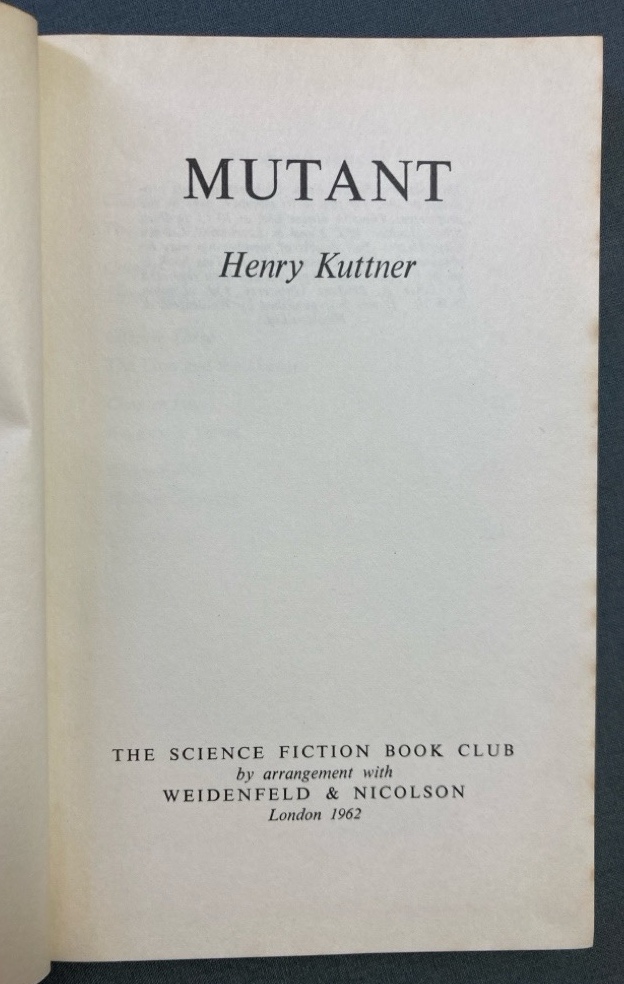 MUTANT
Henry Kuttner
THE SCIENCE FICTION BOOK CLUB
by arrangement with
WEIDENFELD & NICOLSON
London 1962